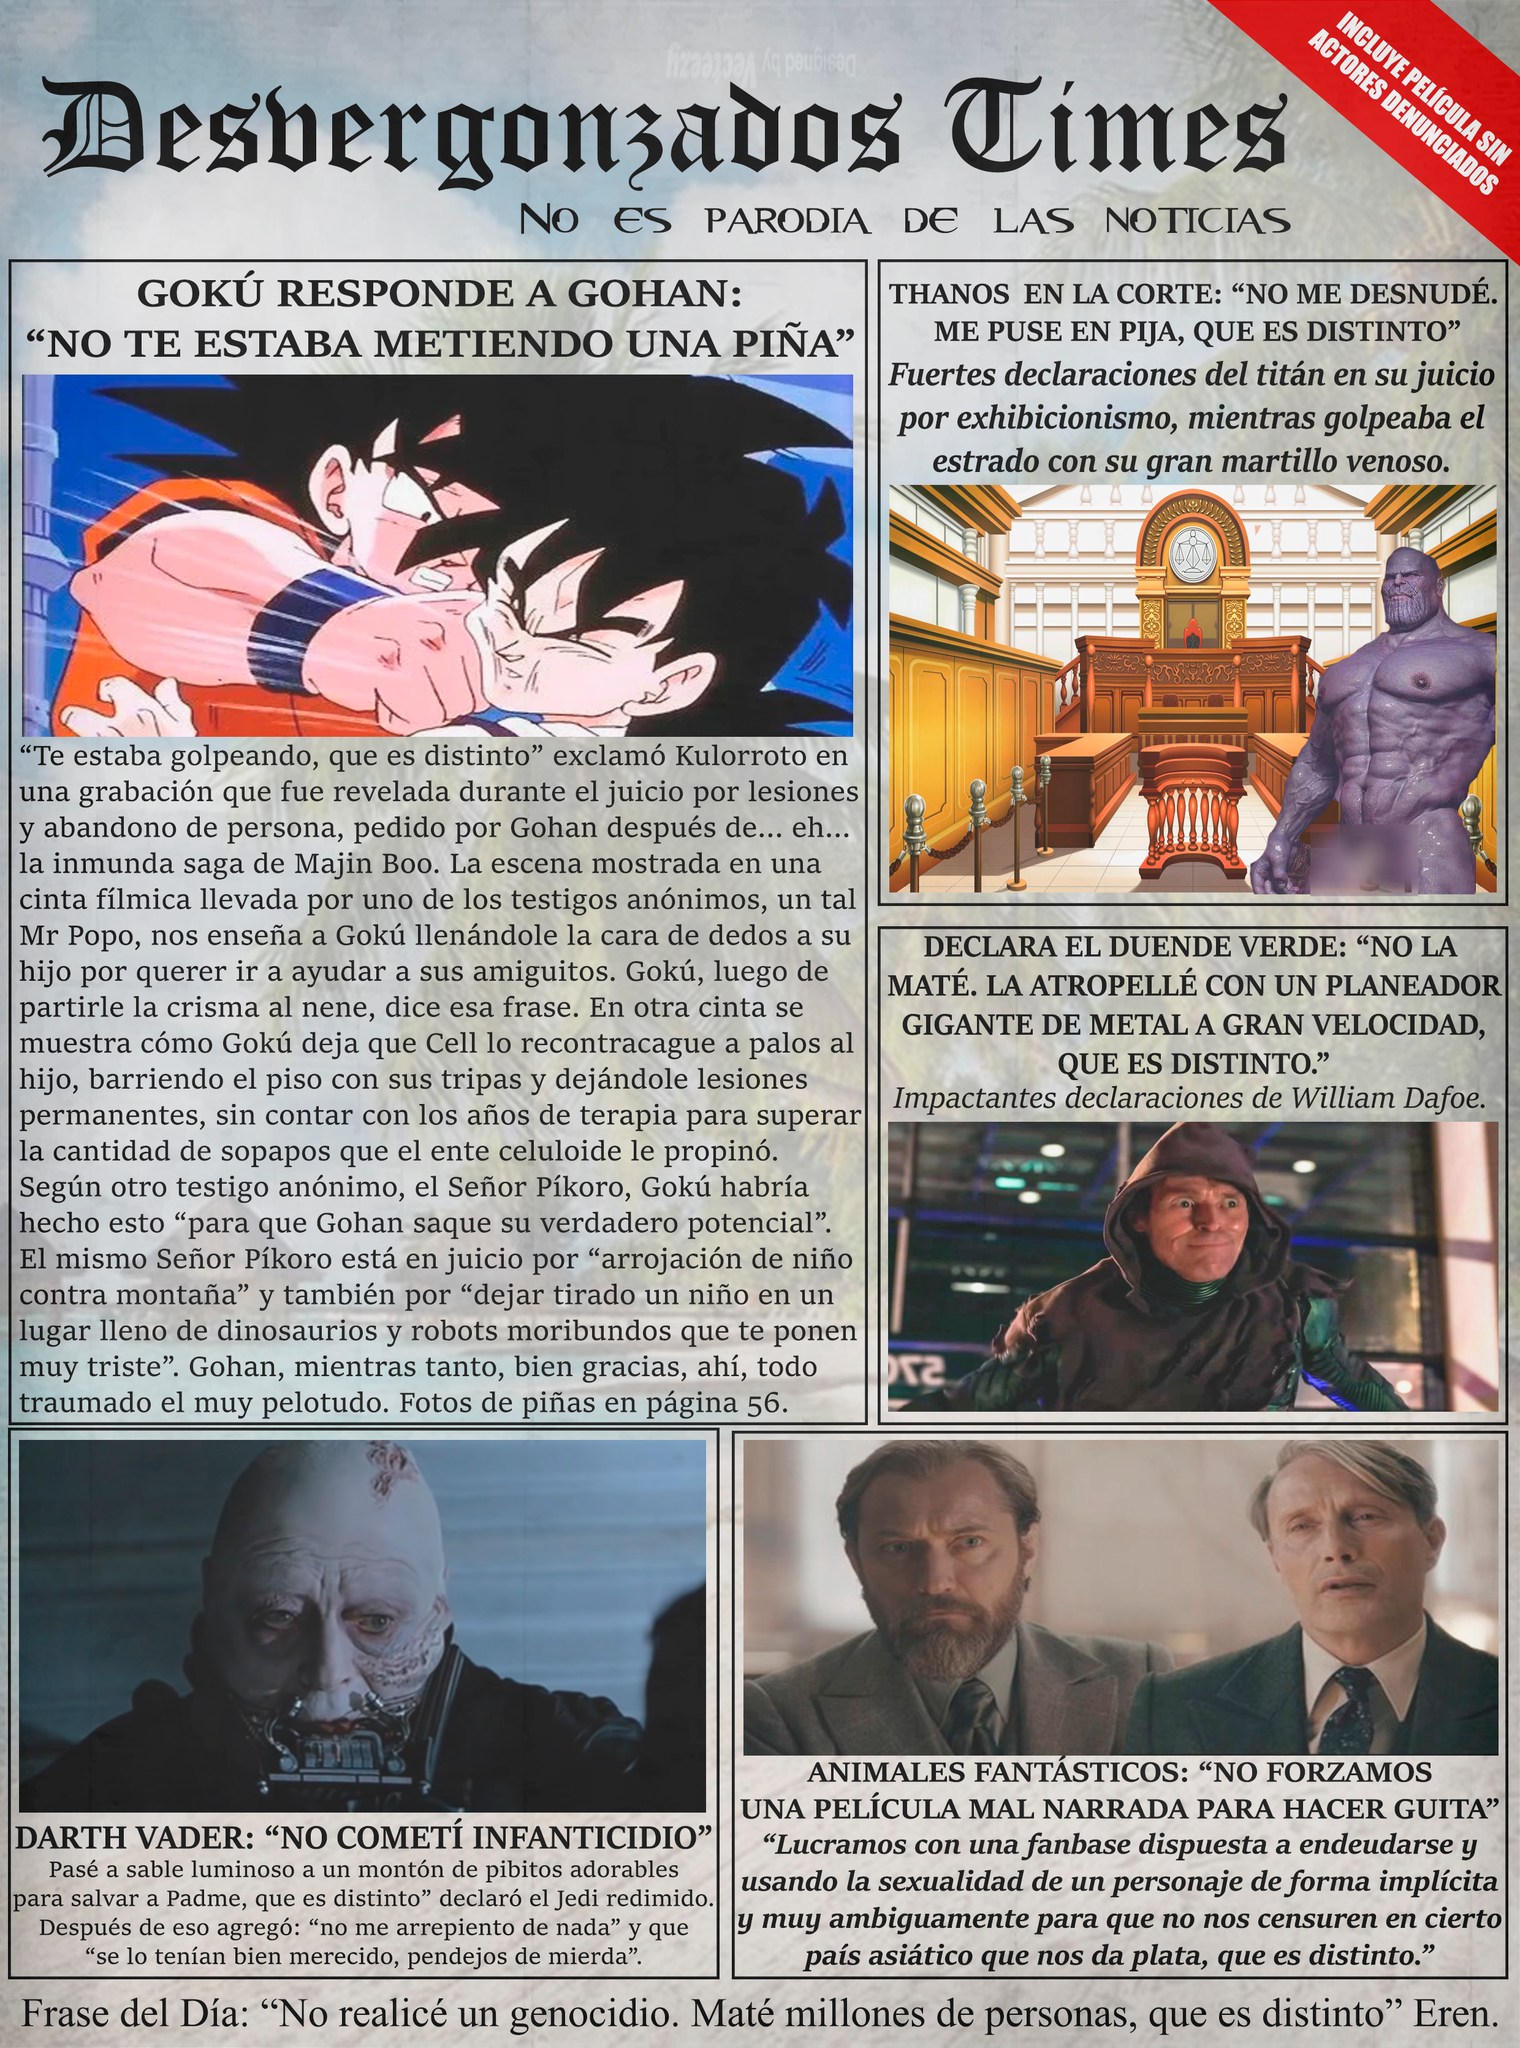 INCLUYE PELÍCULA SIN
ACTORES DENUNCIADOS
Designed by Vecteezy
Desvergonzados Times
No es parodia de las noticias
GOKÚ RESPONDE A GOHAN:
“NO TE ESTABA METIENDO UNA PIÑA”
“Te estaba golpeando, que es distinto” exclamó Kulorroto en
una grabación que fue revelada durante el juicio por lesiones
y abandono de persona, pedido por Gohan después de... eh...
la inmunda saga de Majin Boo. La escena mostrada en una
cinta fílmica llevada por uno de los testigos anónimos, un tal
Mr Popo, nos enseña a Gokú llenándole la cara de dedos a su
hijo por querer ir a ayudar a sus amiguitos. Gokú, luego de
partirle la crisma al nene, dice esa frase. En otra cinta se
muestra cómo Gokú deja que Cell lo recontracague a palos al
hijo, barriendo el piso con sus tripas y dejándole lesiones
permanentes, sin contar con los años de terapia para superar
la cantidad de sopapos que el ente celuloide le propinó.
Según otro testigo anónimo, el Señor Píkoro, Gokú habría
hecho esto “para que Gohan saque su verdadero potencial”.
El mismo Señor Píkoro está en juicio por “arrojación de niño
contra montaña” y también por “dejar tirado un niño en un
lugar lleno de dinosaurios y robots moribundos que te ponen
muy triste”. Gohan, mientras tanto, bien gracias, ahí, todo
traumado el muy pelotudo. Fotos de piñas en página 56.
THANOS EN LA CORTE: “NO ME DESNUDÉ.
ME PUSE EN PIJA, QUE ES DISTINTO”
Fuertes declaraciones del titán en su juicio
por exhibicionismo, mientras golpeaba el
estrado con su gran martillo venoso.
DECLARA EL DUENDE VERDE: “NO LA
MATÉ. LA ATROPELLÉ CON UN PLANEADOR
GIGANTE DE METAL A GRAN VELOCIDAD,
QUE ES DISTINTO.”
Impactantes declaraciones de William Dafoe.
570
DARTH VADER: “NO COMETÍ INFANTICIDIO”
Pasé a sable luminoso a un montón de pibitos adorables
para salvar a Padme, que es distinto” declaró el Jedi redimido.
Después de eso agregó: “no me arrepiento de nada” y que
“se lo tenían bien merecido, pendejos de mierda”.
ANIMALES FANTÁSTICOS: “NO FORZAMOS
UNA PELÍCULA MAL NARRADA PARA HACER GUITA”
“Lucramos con una fanbase dispuesta a endeudarse y
usando la sexualidad de un personaje de forma implícita
y muy ambiguamente para que no nos censuren en cierto
país asiático que nos da plata, que es distinto.”
Frase del Día: “No realicé un genocidio. Maté millones de personas, que es distinto” Eren.